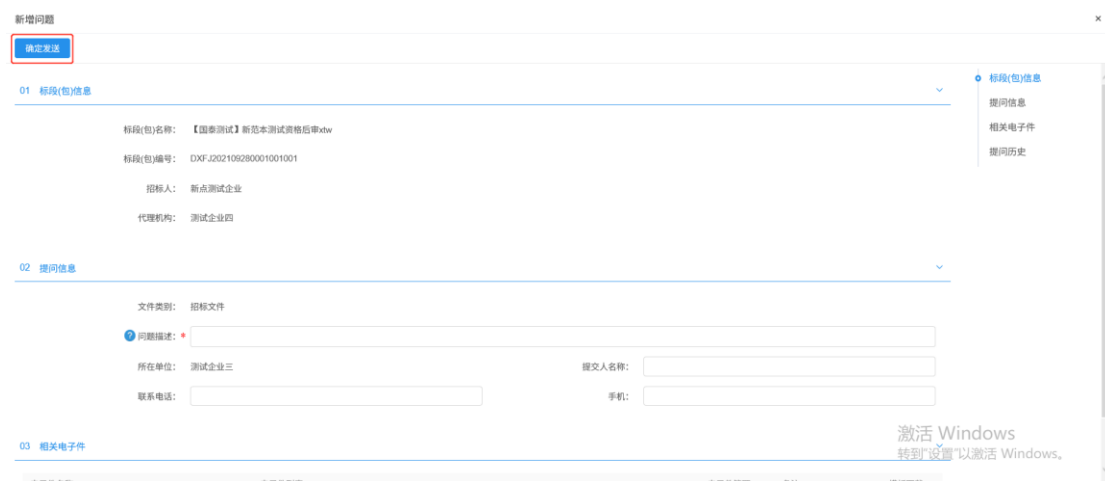 新增问题 ×
确定发送
01 标段(包)信息
标段(包)名称： 【国泰测试】新范本测试资格后审xtw
标段(包)编号： DXFJ202109280001001001
招标人： 新点测试企业
代理机构： 测试企业四
02 提问信息
文件类别： 招标文件
? 问题描述： *
所在单位： 测试企业三 提交人名称：
联系电话： 手机：
03 相关电子件
标段(包)信息
提问信息
相关电子件
提问历史
激活 Windows
转到"设置"以激活 Windows。